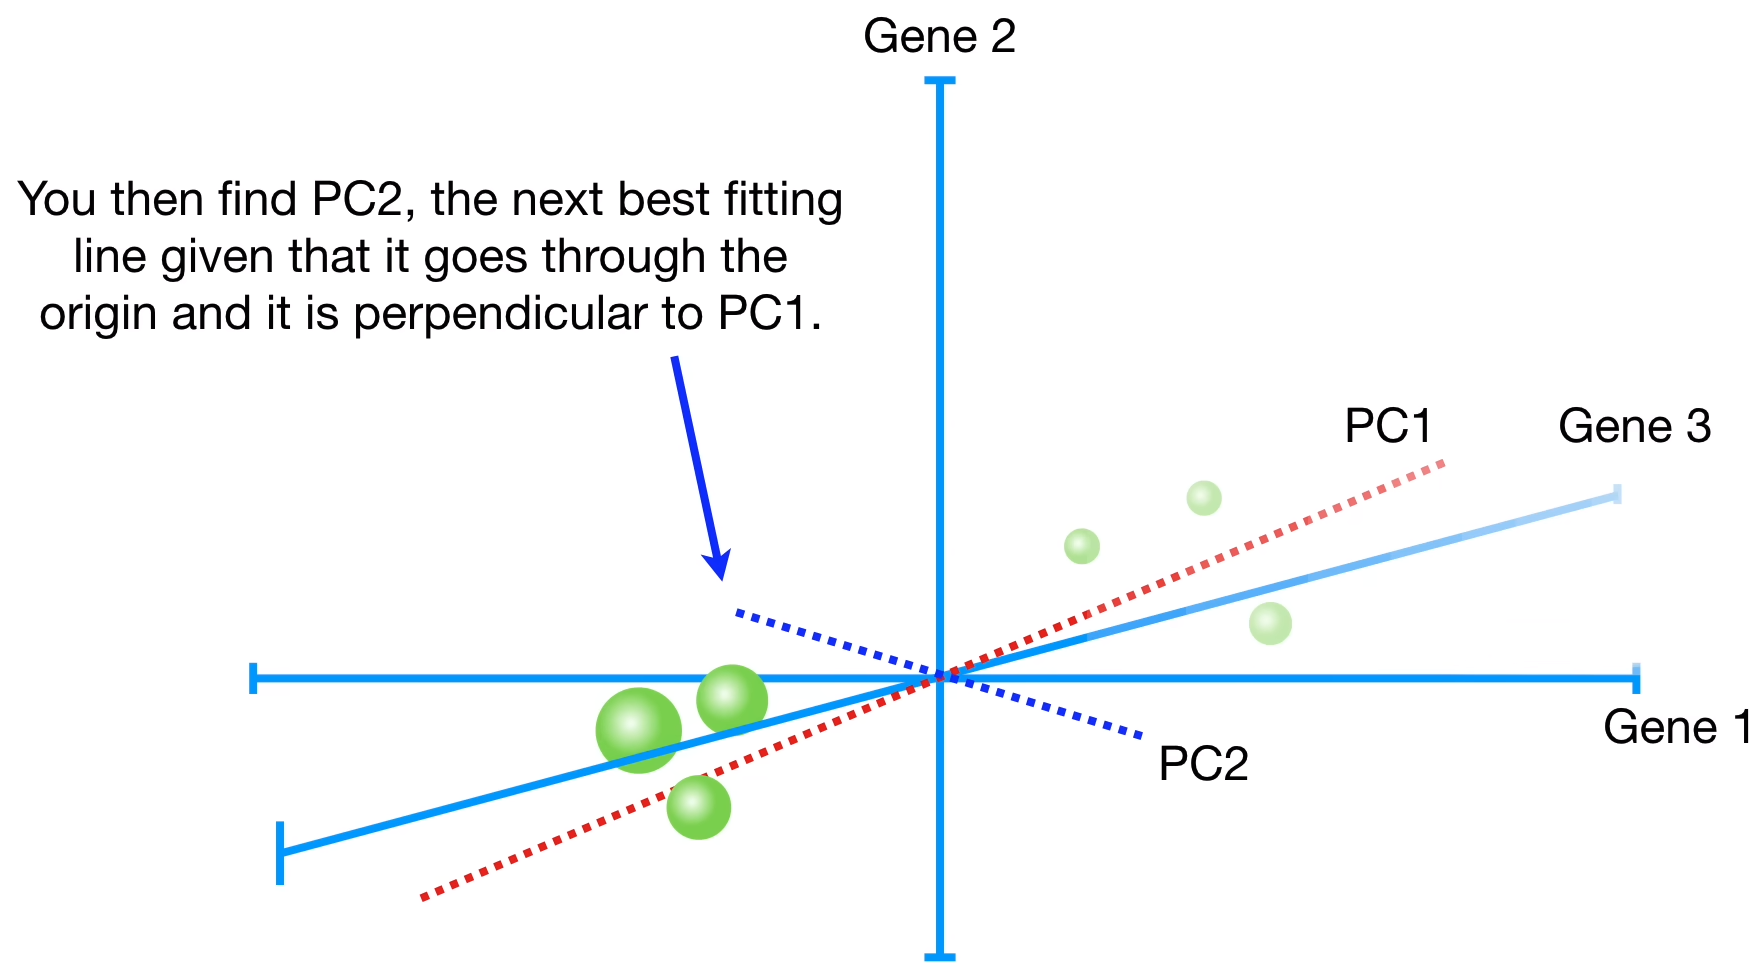 Gene 2
You then find PC2, the next best fitting
line given that it goes through the
origin and it is perpendicular to PC1.
PC1
Gene 3
Gene 1
PC2